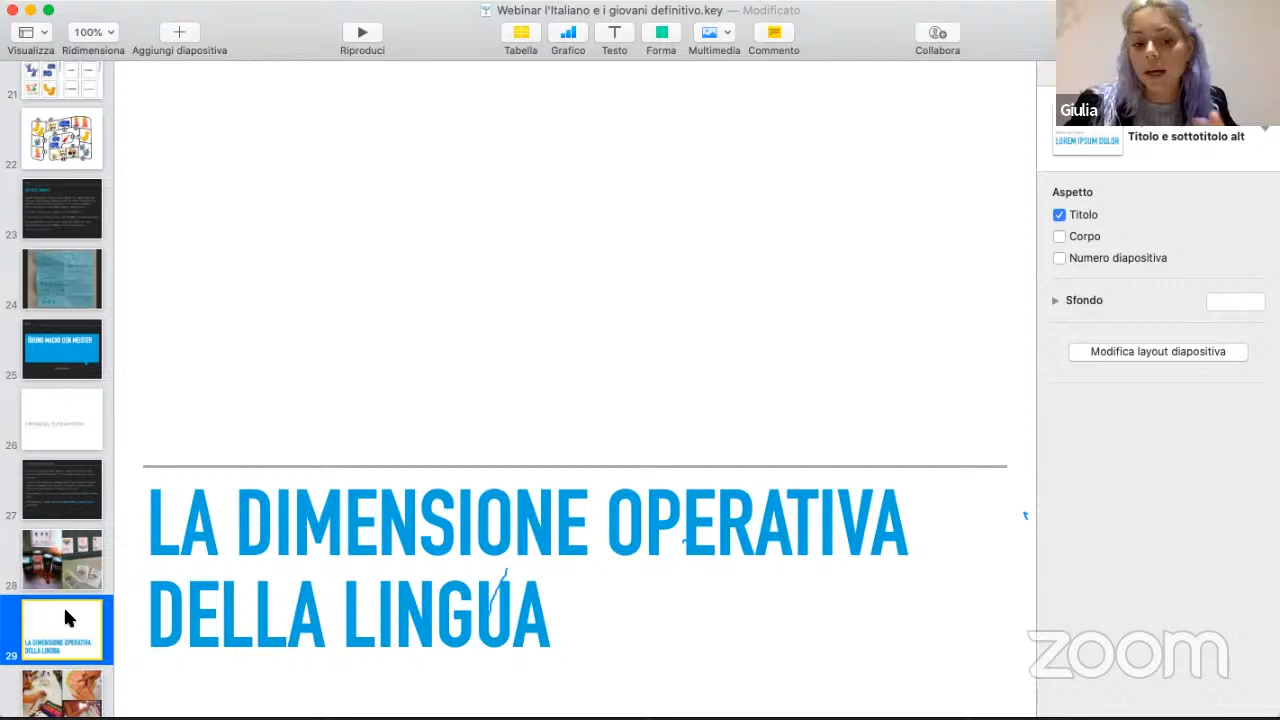 Webinar l'Italiano e i giovani definitivo.key — Modificato
100%
Visualizza Ridimensiona Aggiungi diapositiva Riproduci Tabella Grafico Testo Forma Multimedia Commento Collabora
Giulia
LOREM IPSUM DOLOR
Titolo e sottotitolo alt
Aspetto
Titolo
Corpo
Numero diapositiva
Sfondo
Modifica layout diapositiva
21
22
23
24
25
ÜBUNG MACHT DEN MEISTER
26
27
28
29
LA DIMENSIONE OPERATIVA
DELLA LINGUA
LA DIMENSIONE OPERATIVA
DELLA LINGUA
zoom